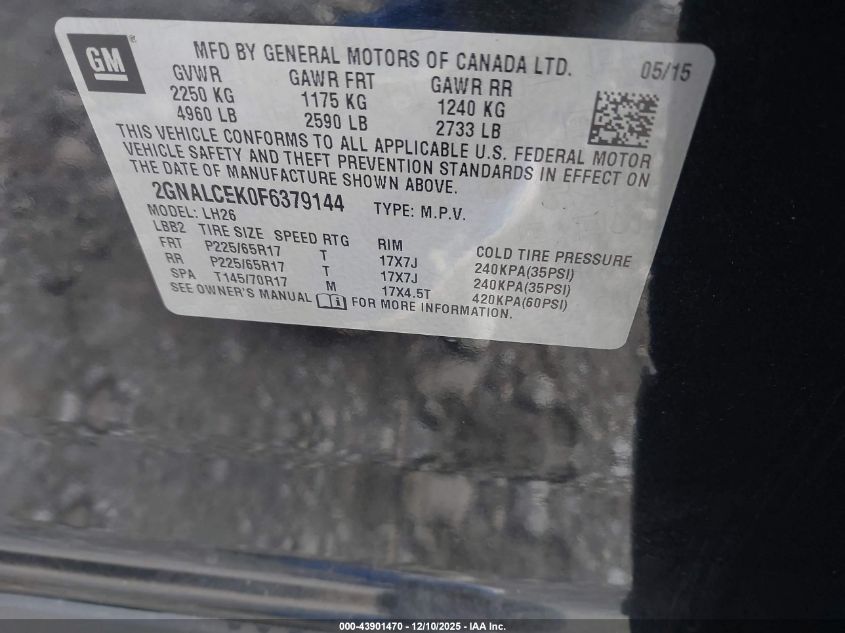 GM
MFD BY GENERAL MOTORS OF CANADA LTD. 05/15
GVWR GAWR FRT GAWR RR
2250 KG 1175 KG 1240 KG
4960 LB 2590 LB 2733 LB
THIS VEHICLE CONFORMS TO ALL APPLICABLE U.S. FEDERAL MOTOR
VEHICLE SAFETY AND THEFT PREVENTION STANDARDS IN EFFECT ON
THE DATE OF MANUFACTURE SHOWN ABOVE.
2GNALCEK0F6379144 TYPE: M.P.V.
MODEL: LH26
LBB2 TIRE SIZE SPEED RTG RIM COLD TIRE PRESSURE
FRT P225/65R17 T 17X7J 240KPA(35PSI)
RR P225/65R17 T 17X7J 240KPA(35PSI)
SPA T145/70R17 M 17X4.5T 420KPA(60PSI)
SEE OWNER'S MANUAL FOR MORE INFORMATION.
000-43901470 - 12/10/2025 - IAA Inc.